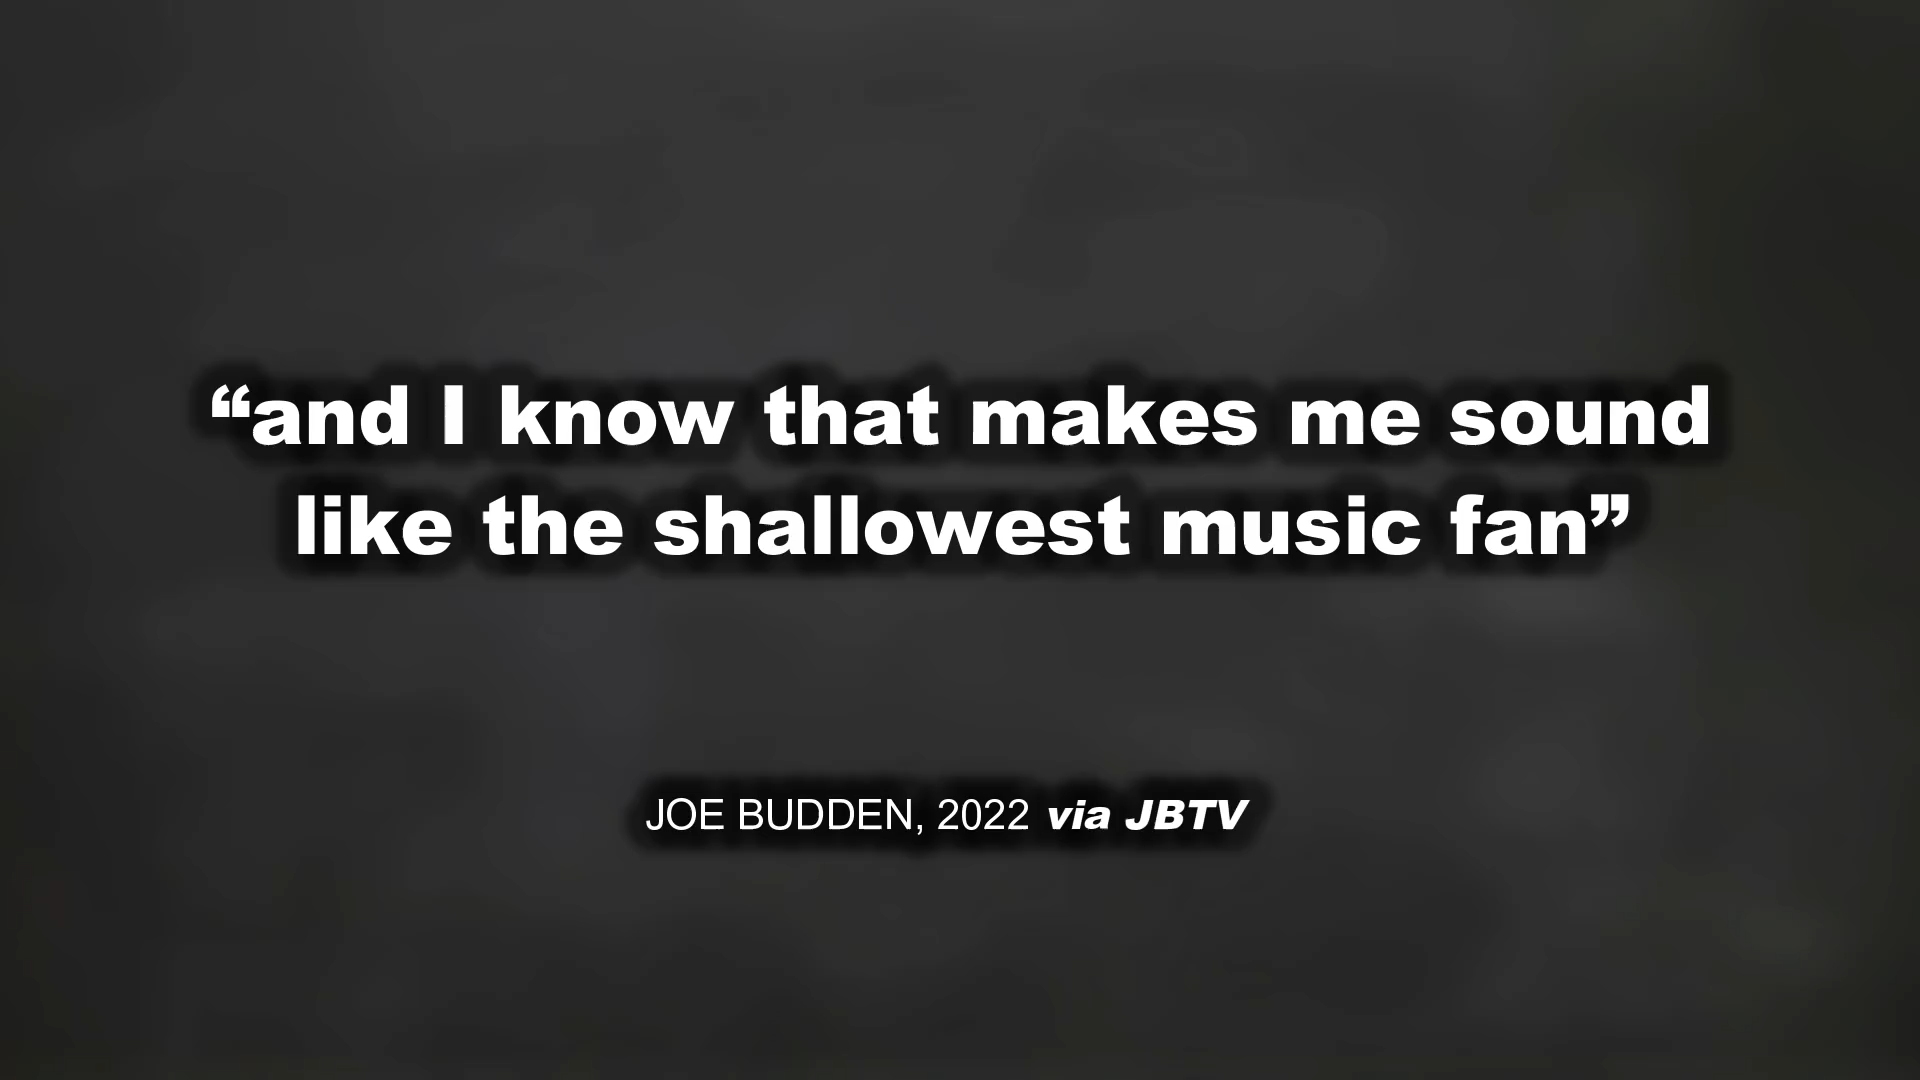 “and I know that makes me sound
like the shallowest music fan”
JOE BUDDEN, 2022 via JBTV